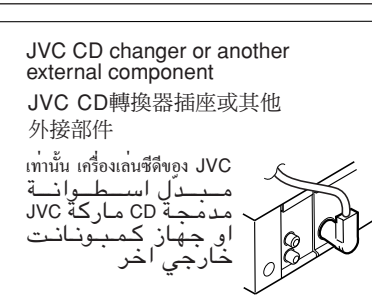 JVC CD changer or another
external component
JVC CD轉換器插座或其他
外接部件
เท่านั้น เครื่องเล่นซีดีของ JVC
مبدّل اسطوانة
مدمجة CD ماركة JVC
او جهاز كمبونانت
خارجي اخر